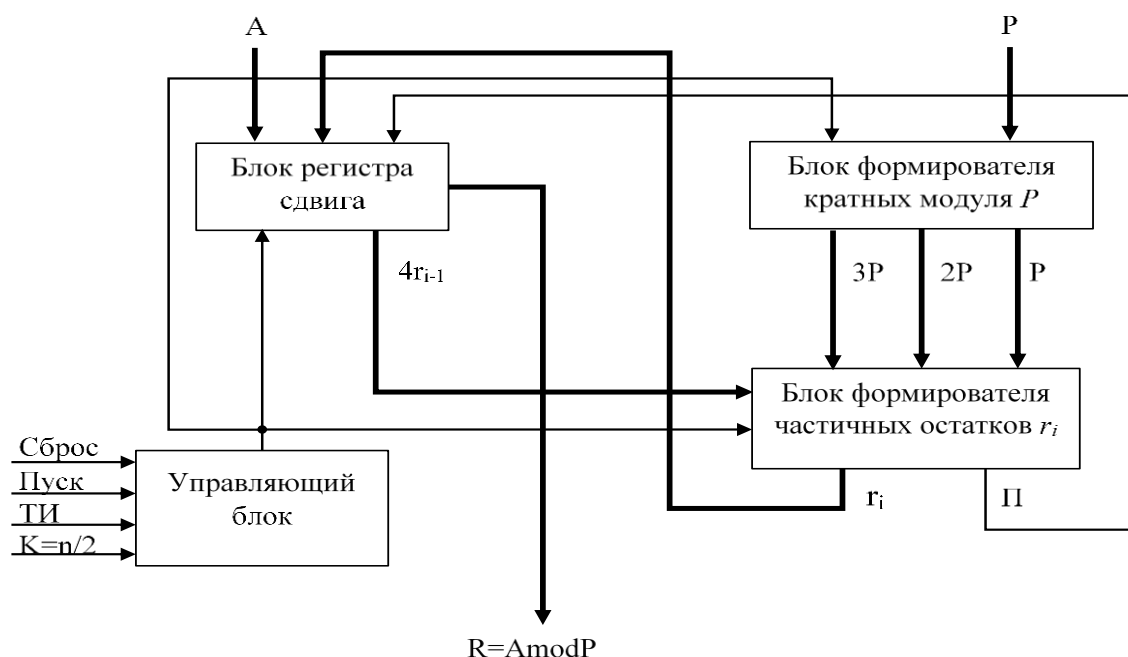 A
P
Блок регистра
сдвига
Блок формирователя
кратных модуля P
4rᵢ₋₁
3P
2P
P
Блок формирователя
частичных остатков rᵢ
Сброс
Пуск
ТИ
K=n/2
Управляющий
блок
rᵢ
П
R=AmodP